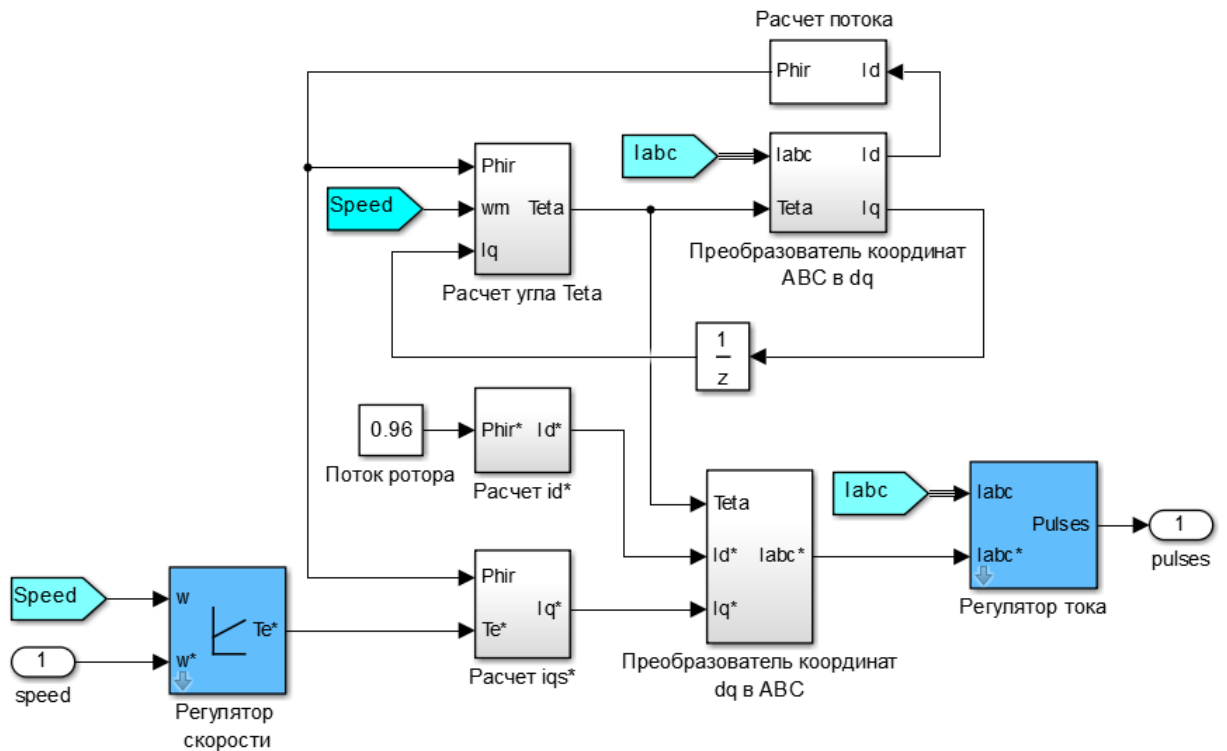 Расчет потока
Phir Id
Iabc
Iabc Id
Teta Iq
Преобразователь координат
ABC в dq
Speed
Phir
wm Teta
Iq
Расчет угла Teta
1
z
0.96
Поток ротора
Phir* Id*
Расчет id*
Teta
Id* Iabc*
Iq*
Преобразователь координат
dq в ABC
Iabc
Iabc
Pulses
Iabc*
Регулятор тока
1
pulses
Speed
1
speed
w
Te*
w*
Регулятор
скорости
Phir
Iq*
Te*
Расчет iqs*